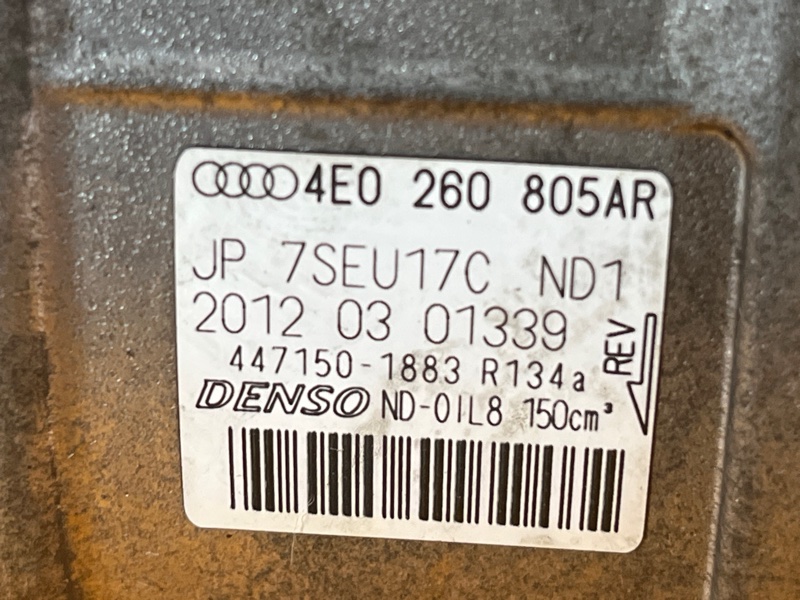 4E0 260 805AR
JP 7SEU17C ND1
2012 03 01339
447150-1883 R134a
REV
DENSO ND-OIL8 150cm³